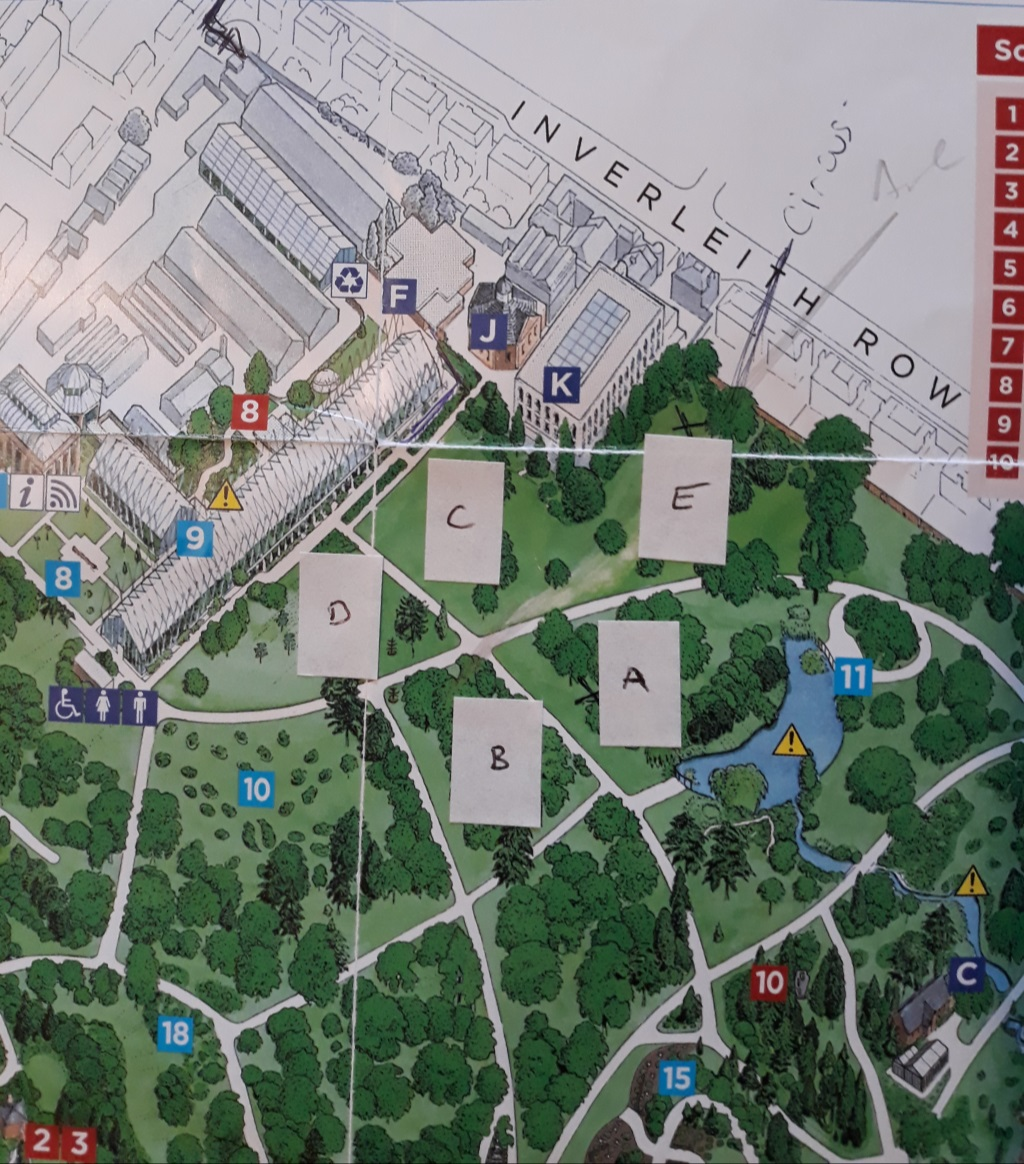 INVERLEITH ROW
Circus
Ave
Sc
1
2
3
4
5
6
7
8
9
10
F
J
K
8
i
9
8
C
E
D
A
B
11
10
C
10
18
15
2 3